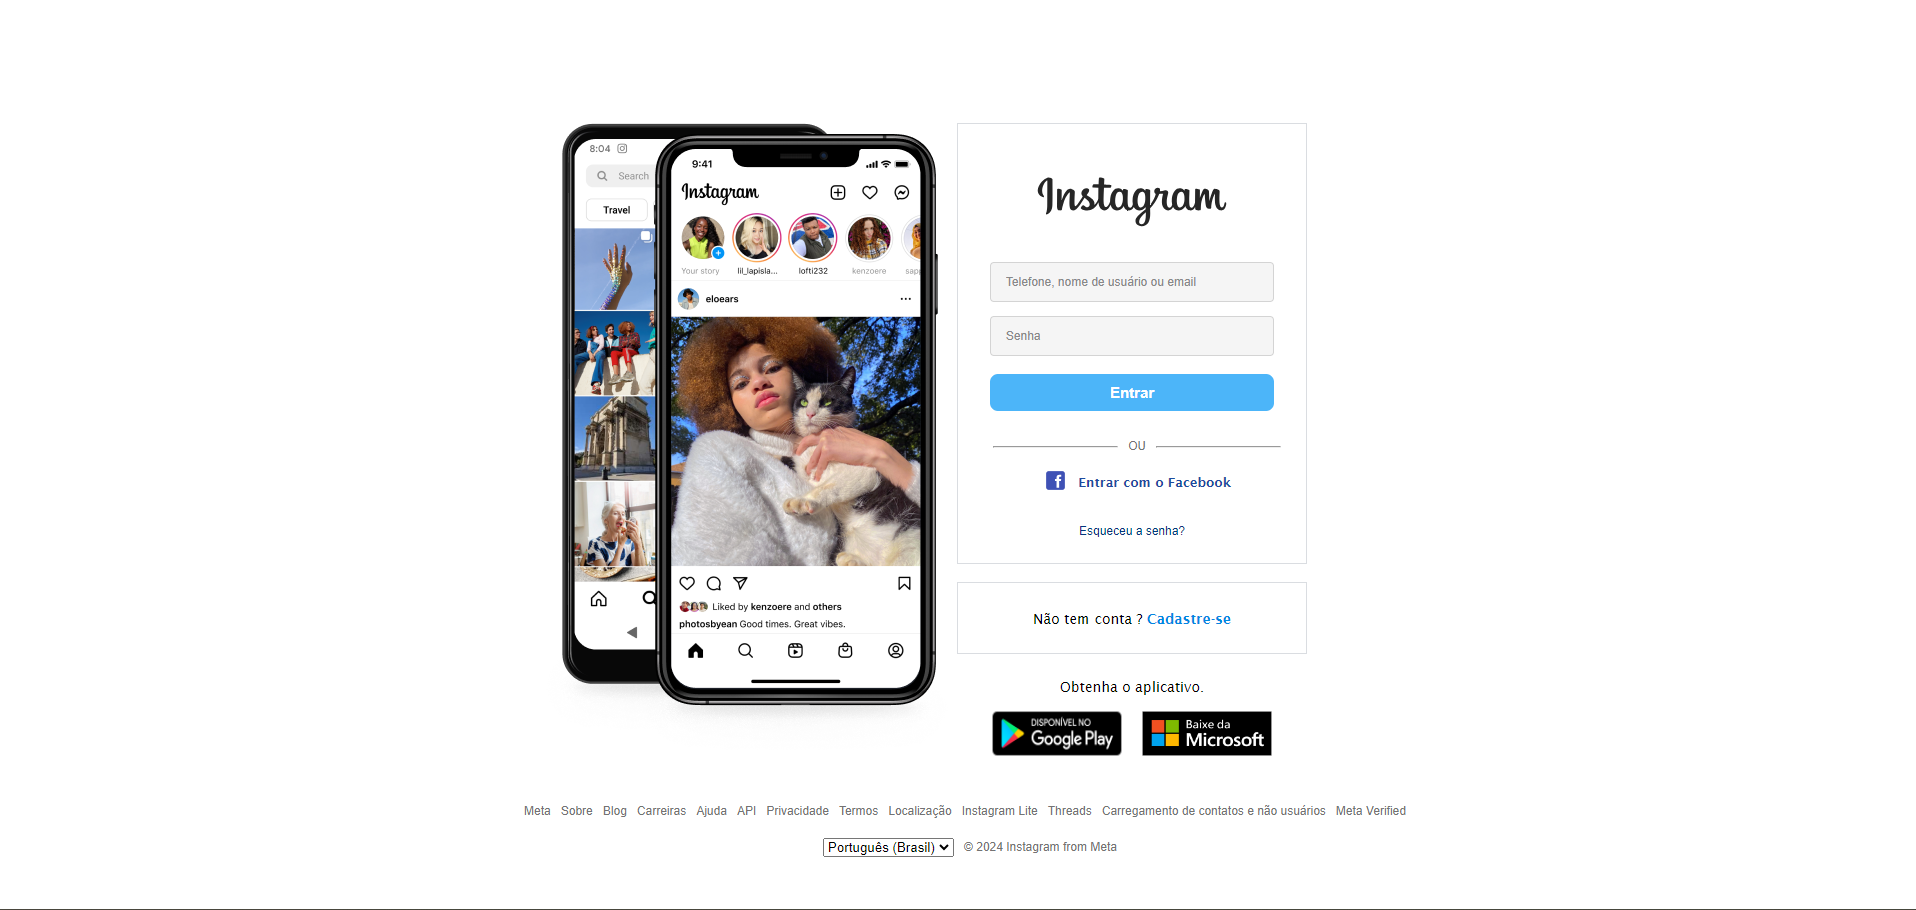 8:04
Search
Travel
9:41
Instagram
Your story
lil_lapisla...
lofti232
kenzoere
sap
eloears
Liked by kenzoere and others
photosbyean Good times. Great vibes.
Instagram
Telefone, nome de usuário ou email
Senha
Entrar
OU
Entrar com o Facebook
Esqueceu a senha?
Não tem conta ? Cadastre-se
Obtenha o aplicativo.
DISPONÍVEL NO
Google Play
Baixe da
Microsoft
Meta Sobre Blog Carreiras Ajuda API Privacidade Termos Localização Instagram Lite Threads Carregamento de contatos e não usuários Meta Verified
Português (Brasil) © 2024 Instagram from Meta